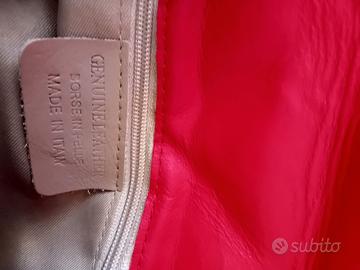 GENUINE LEATHER
BORSE IN PELLE
MADE IN ITALY
subito